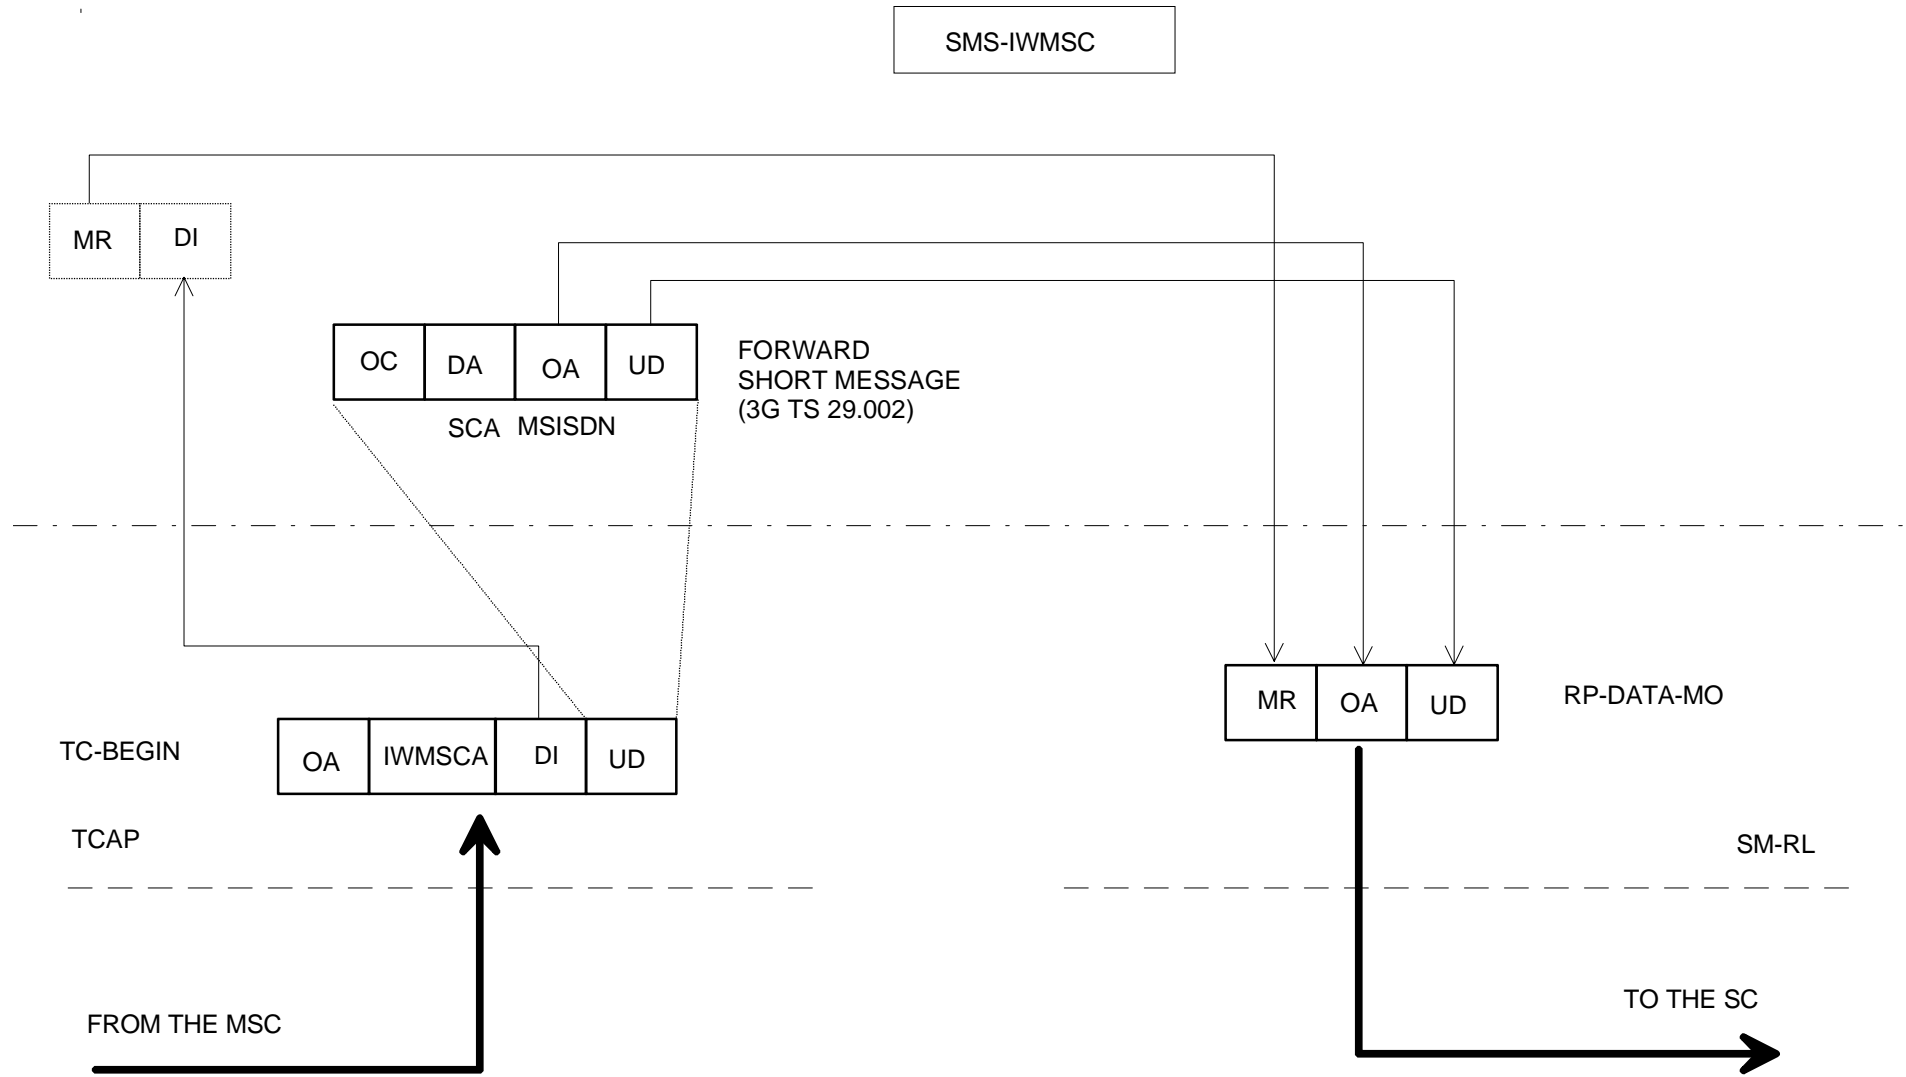 SMS-IWMSC
MR DI
OC DA OA UD
SCA MSISDN
FORWARD
SHORT MESSAGE
(3G TS 29.002)
MR OA UD
RP-DATA-MO
TC-BEGIN
OA IWMSCA DI UD
TCAP
SM-RL
FROM THE MSC
TO THE SC